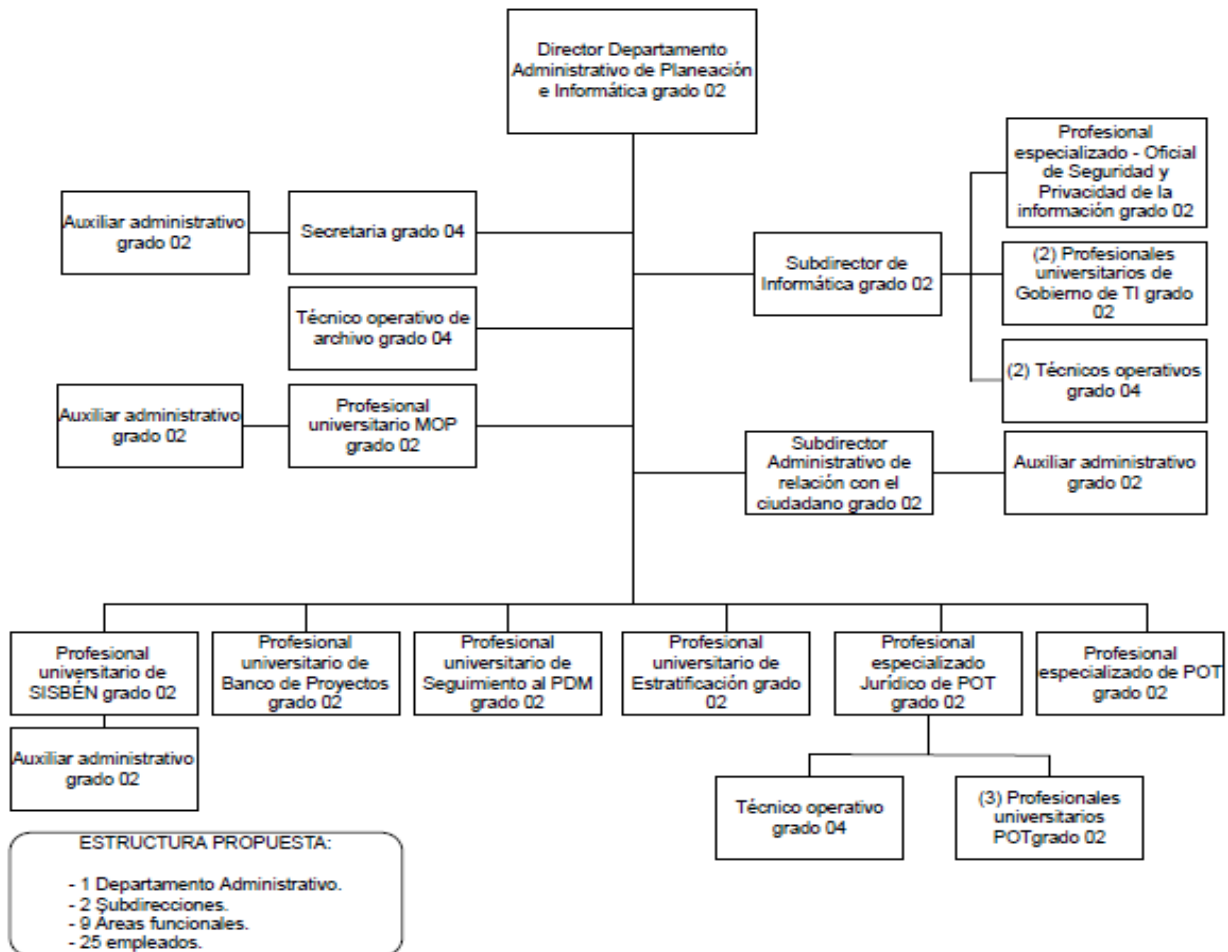 Director Departamento
Administrativo de Planeación
e Informática grado 02
Profesional
especializado - Oficial
de Seguridad y
Privacidad de la
información grado 02
Auxiliar administrativo
grado 02
Secretaria grado 04
Subdirector de
Informática grado 02
(2) Profesionales
universitarios de
Gobierno de TI grado
02
Técnico operativo de
archivo grado 04
(2) Técnicos operativos
grado 04
Auxiliar administrativo
grado 02
Profesional
universitario MOP
grado 02
Subdirector
Administrativo de
relación con el
ciudadano grado 02
Auxiliar administrativo
grado 02
Profesional
universitario de
SISBÉN grado 02
Profesional
universitario de
Banco de Proyectos
grado 02
Profesional
universitario de
Seguimiento al PDM
grado 02
Profesional
universitario de
Estratificación grado
02
Profesional
especializado
Jurídico de POT
grado 02
Profesional
especializado de POT
grado 02
Auxiliar administrativo
grado 02
Técnico operativo
grado 04
(3) Profesionales
universitarios
POTgrado 02
ESTRUCTURA PROPUESTA:
- 1 Departamento Administrativo.
- 2 Subdirecciones.
- 9 Áreas funcionales.
- 25 empleados.